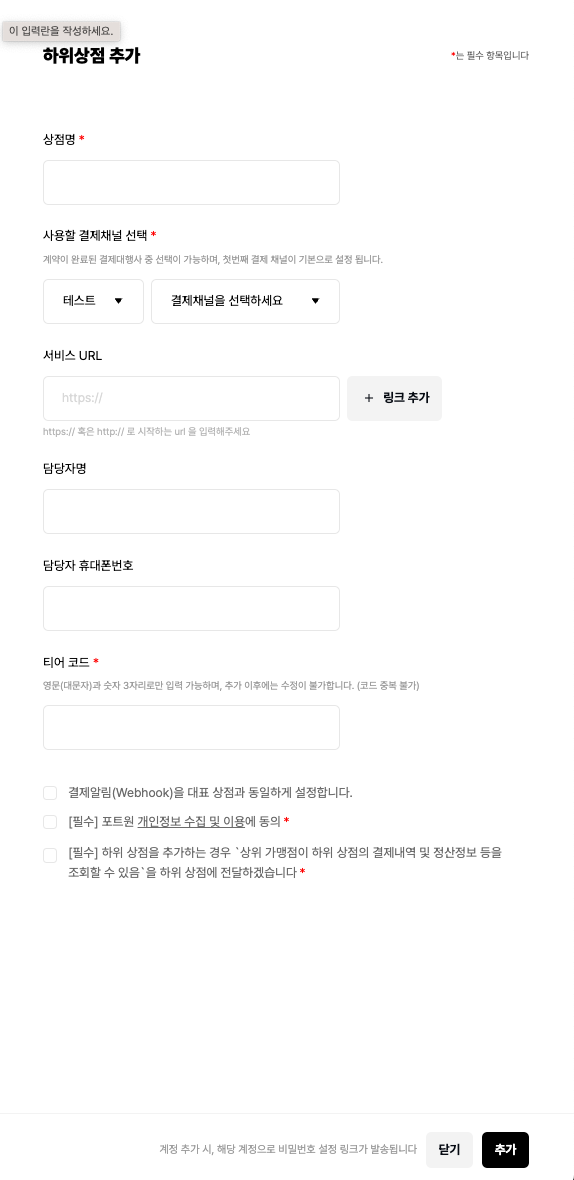 이 입력란을 작성하세요.
하위상점 추가
*는 필수 항목입니다
상점명 *
사용할 결제채널 선택 *
계약이 완료된 결제대행사 중 선택이 가능하며, 첫번째 결제 채널이 기본으로 설정 됩니다.
테스트 ▼ 결제채널을 선택하세요 ▼
서비스 URL
https:// + 링크 추가
https:// 혹은 http:// 로 시작하는 url 을 입력해주세요
담당자명
담당자 휴대폰번호
티어 코드 *
영문(대문자)과 숫자 3자리로만 입력 가능하며, 추가 이후에는 수정이 불가합니다. (코드 중복 불가)
결제알림(Webhook)을 대표 상점과 동일하게 설정합니다.
[필수] 포트원 개인정보 수집 및 이용에 동의 *
[필수] 하위 상점을 추가하는 경우 `상위 가맹점이 하위 상점의 결제내역 및 정산정보 등을
조회할 수 있음`을 하위 상점에 전달하겠습니다 *
계정 추가 시, 해당 계정으로 비밀번호 설정 링크가 발송됩니다 닫기 추가